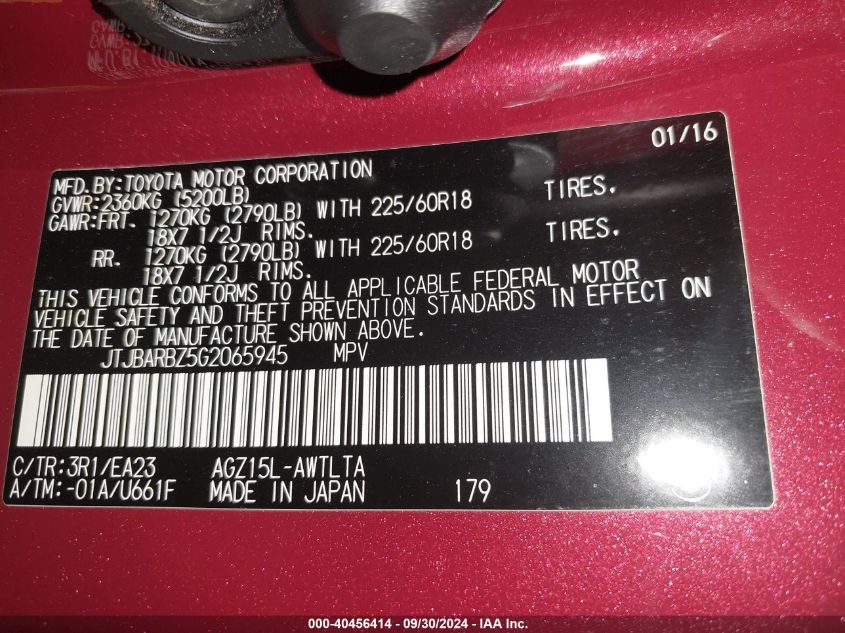 01/16
MFD. BY: TOYOTA MOTOR CORPORATION
GVWR: 2360KG (5200LB)
GAWR: FRT. 1270KG (2790LB) WITH 225/60R18 TIRES.
18X7 1/2J RIMS.
RR. 1270KG (2790LB) WITH 225/60R18 TIRES.
18X7 1/2J RIMS.
THIS VEHICLE CONFORMS TO ALL APPLICABLE FEDERAL MOTOR
VEHICLE SAFETY AND THEFT PREVENTION STANDARDS IN EFFECT ON
THE DATE OF MANUFACTURE SHOWN ABOVE.
JTJBARBZ5G2065945 MPV
C/TR: 3R1/EA23 AGZ15L-AWTLTA
A/TM: -01A/U661F MADE IN JAPAN 179
000-40456414 - 09/30/2024 - IAA Inc.